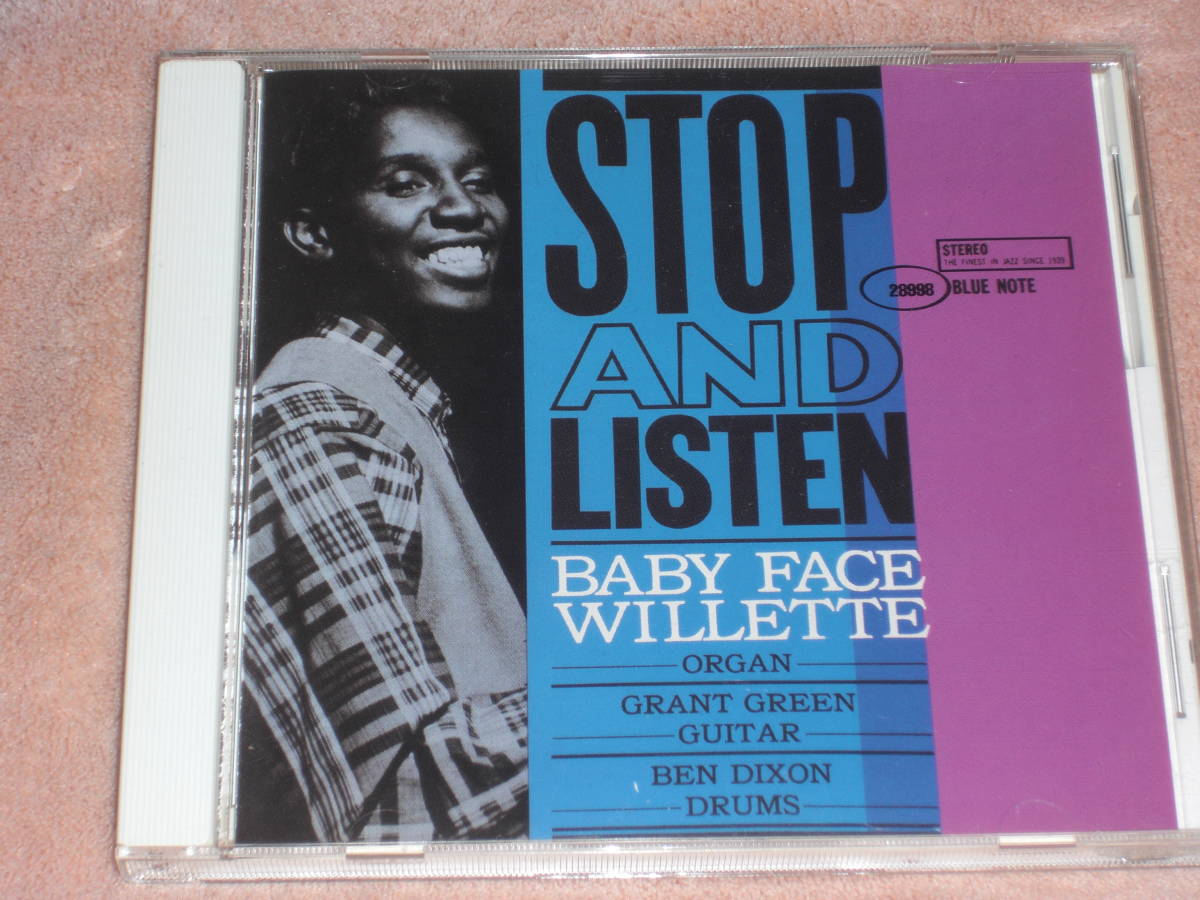 STOP
AND
LISTEN
BABY FACE
WILLETTE
ORGAN
GRANT GREEN
GUITAR
BEN DIXON
DRUMS
STEREO
THE FINEST IN JAZZ SINCE 1939
28998 BLUE NOTE